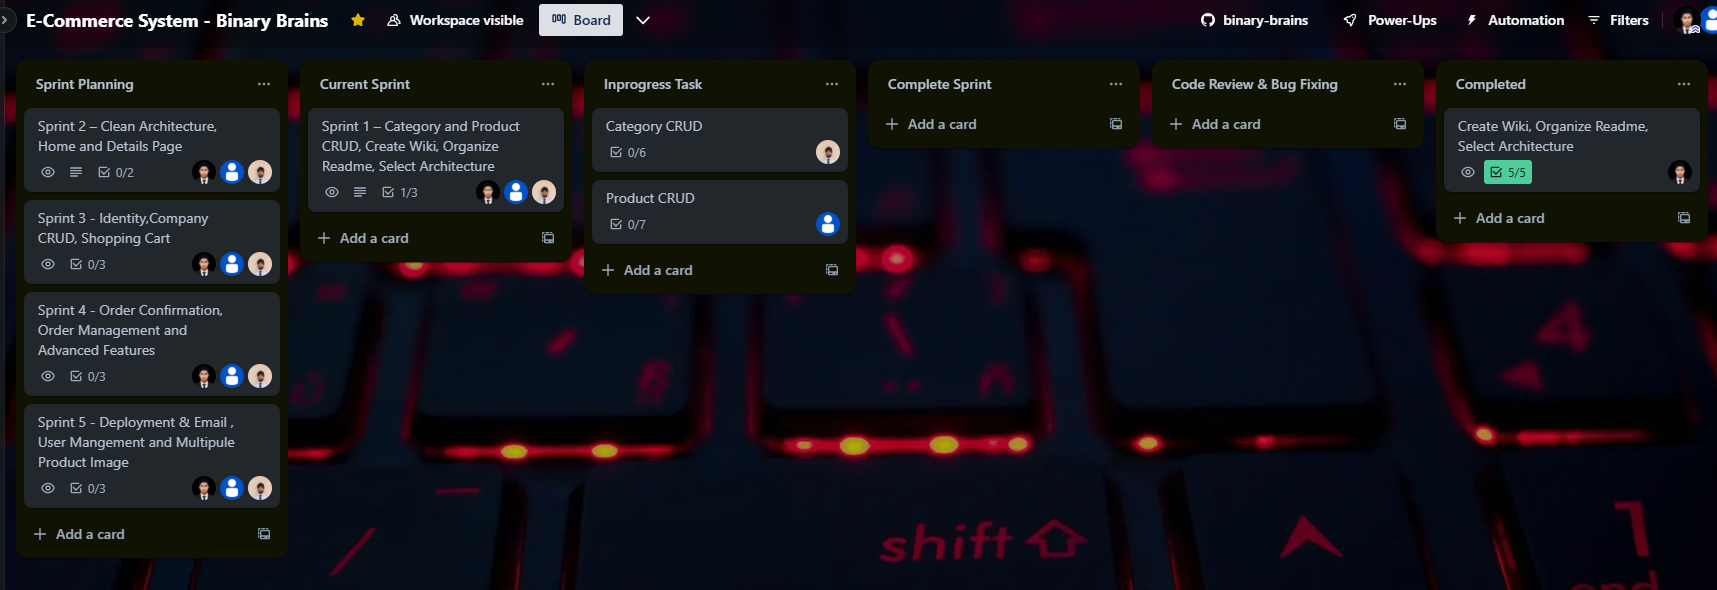 E-Commerce System - Binary Brains
Workspace visible
Board
binary-brains
Power-Ups
Automation
Filters
Sprint Planning
Sprint 2 – Clean Architecture,
Home and Details Page
0/2
Sprint 3 - Identity,Company
CRUD, Shopping Cart
0/3
Sprint 4 - Order Confirmation,
Order Management and
Advanced Features
0/3
Sprint 5 - Deployment & Email ,
User Mangement and Multipule
Product Image
0/3
Add a card
Current Sprint
Sprint 1 – Category and Product
CRUD, Create Wiki, Organize
Readme, Select Architecture
1/3
Add a card
Inprogress Task
Category CRUD
0/6
Product CRUD
0/7
Add a card
Complete Sprint
Add a card
Code Review & Bug Fixing
Add a card
Completed
Create Wiki, Organize Readme,
Select Architecture
5/5
Add a card
shift
4
1
end